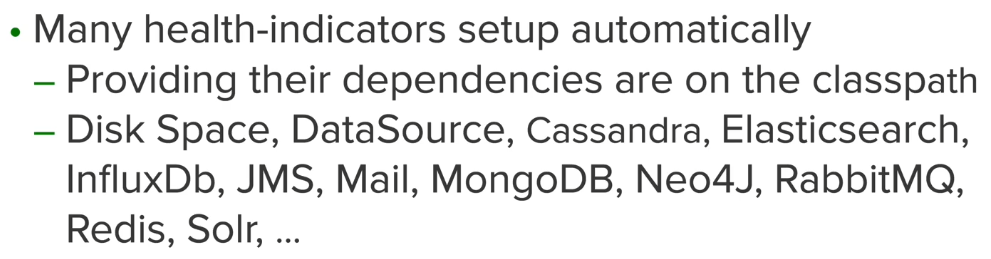 • Many health-indicators setup automatically
– Providing their dependencies are on the classpath
– Disk Space, DataSource, Cassandra, Elasticsearch,
InfluxDb, JMS, Mail, MongoDB, Neo4J, RabbitMQ,
Redis, Solr, ...